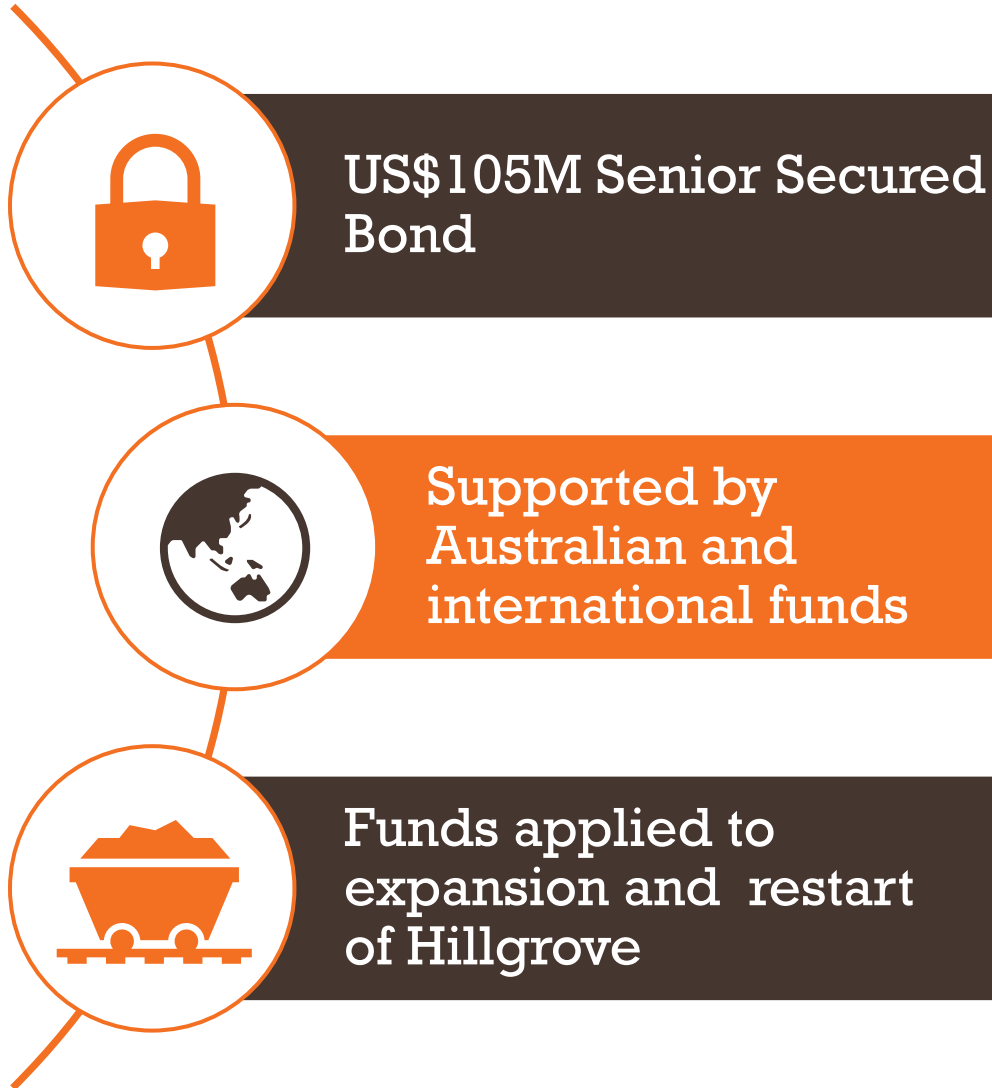 US$105M Senior Secured
Bond
Supported by
Australian and
international funds
Funds applied to
expansion and  restart
of Hillgrove